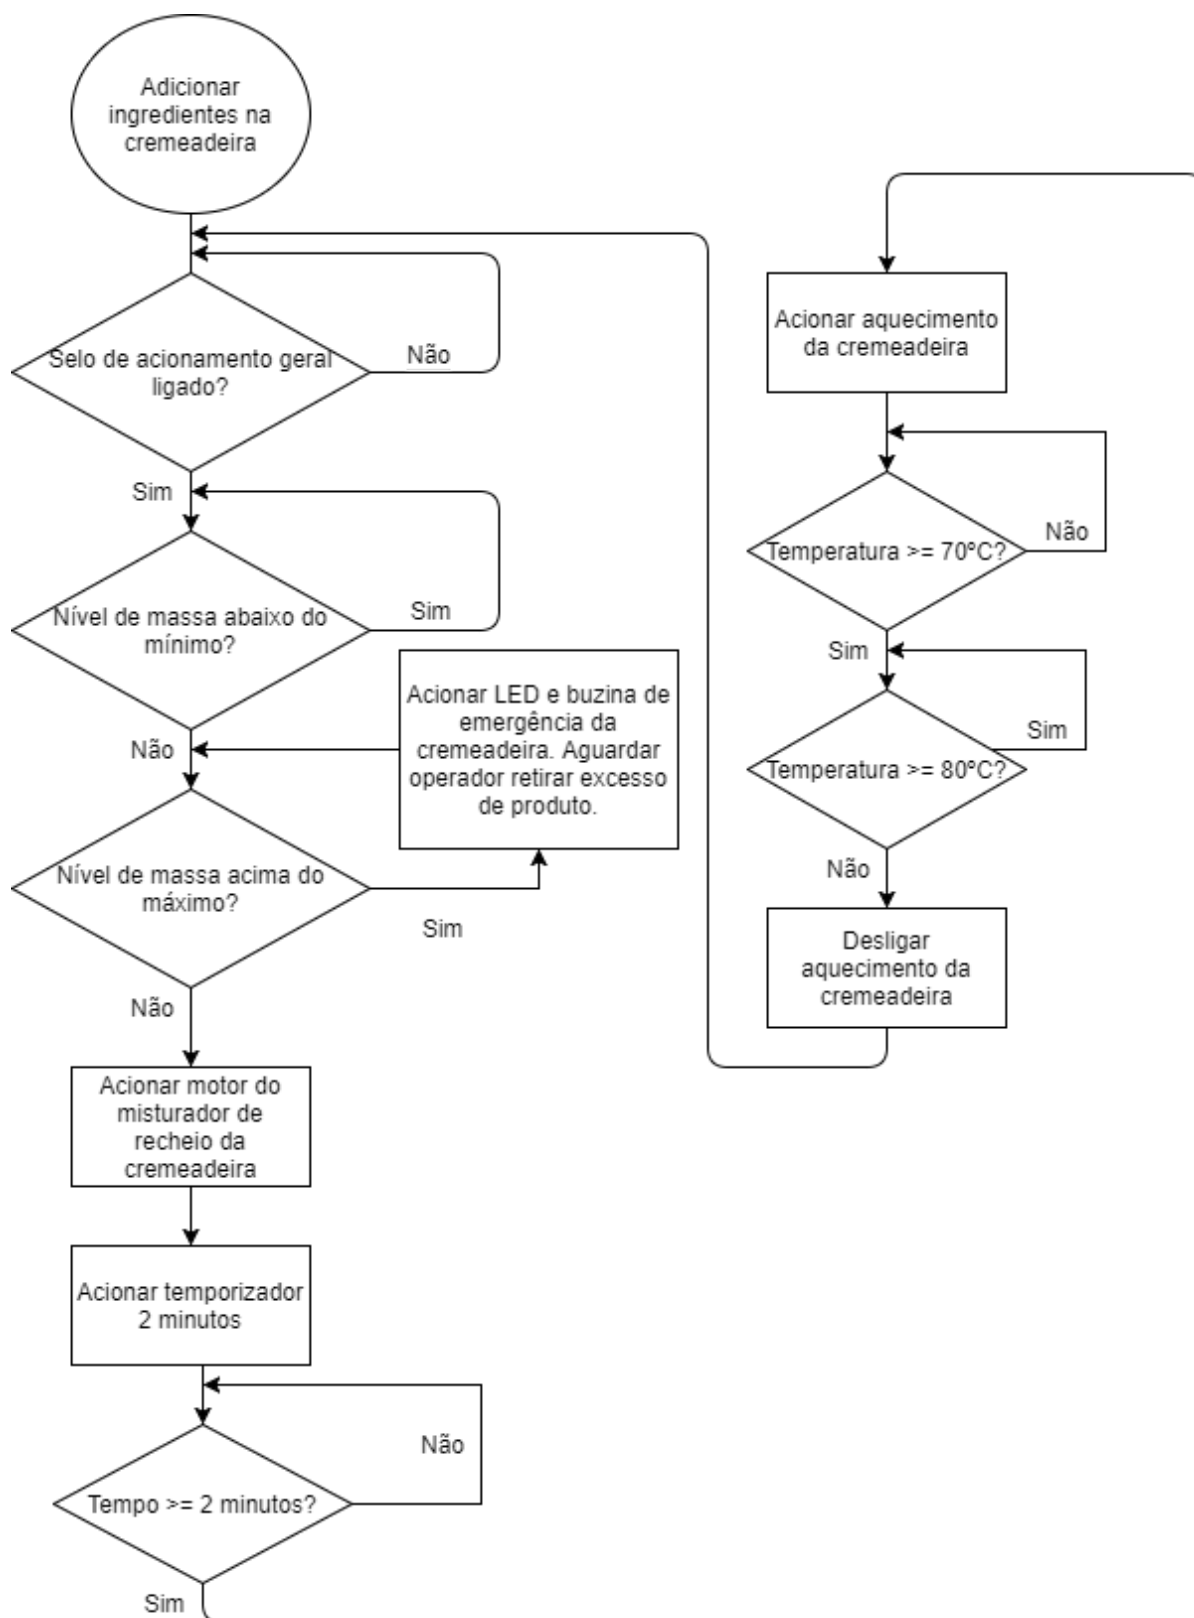 Adicionar
ingredientes na
cremeadeira
Selo de acionamento geral
ligado?
Não
Sim
Nível de massa abaixo do
mínimo?
Sim
Não
Acionar LED e buzina de
emergência da
cremeadeira. Aguardar
operador retirar excesso
de produto.
Nível de massa acima do
máximo?
Sim
Não
Acionar motor do
misturador de
recheio da
cremeadeira
Acionar temporizador
2 minutos
Não
Tempo >= 2 minutos?
Sim
Acionar aquecimento
da cremeadeira
Não
Temperatura >= 70ºC?
Sim
Sim
Temperatura >= 80ºC?
Não
Desligar
aquecimento da
cremeadeira